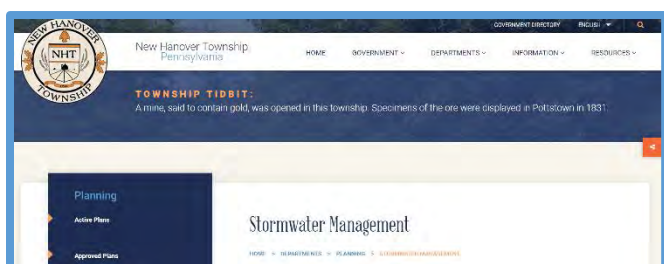 GOVERNMENT DIRECTORY ENGLISH
NEW HANOVER
NHT
TOWNSHIP
New Hanover Township
Pennsylvania
HOME GOVERNMENT DEPARTMENTS INFORMATION RESOURCES
TOWNSHIP TIDBIT:
A mine, said to contain gold, was opened in this township. Specimens of the ore were displayed in Pottstown in 1831.
Planning
Active Plans
Approved Plans
Stormwater Management
HOME > DEPARTMENTS > PLANNING > STORMWATER MANAGEMENT